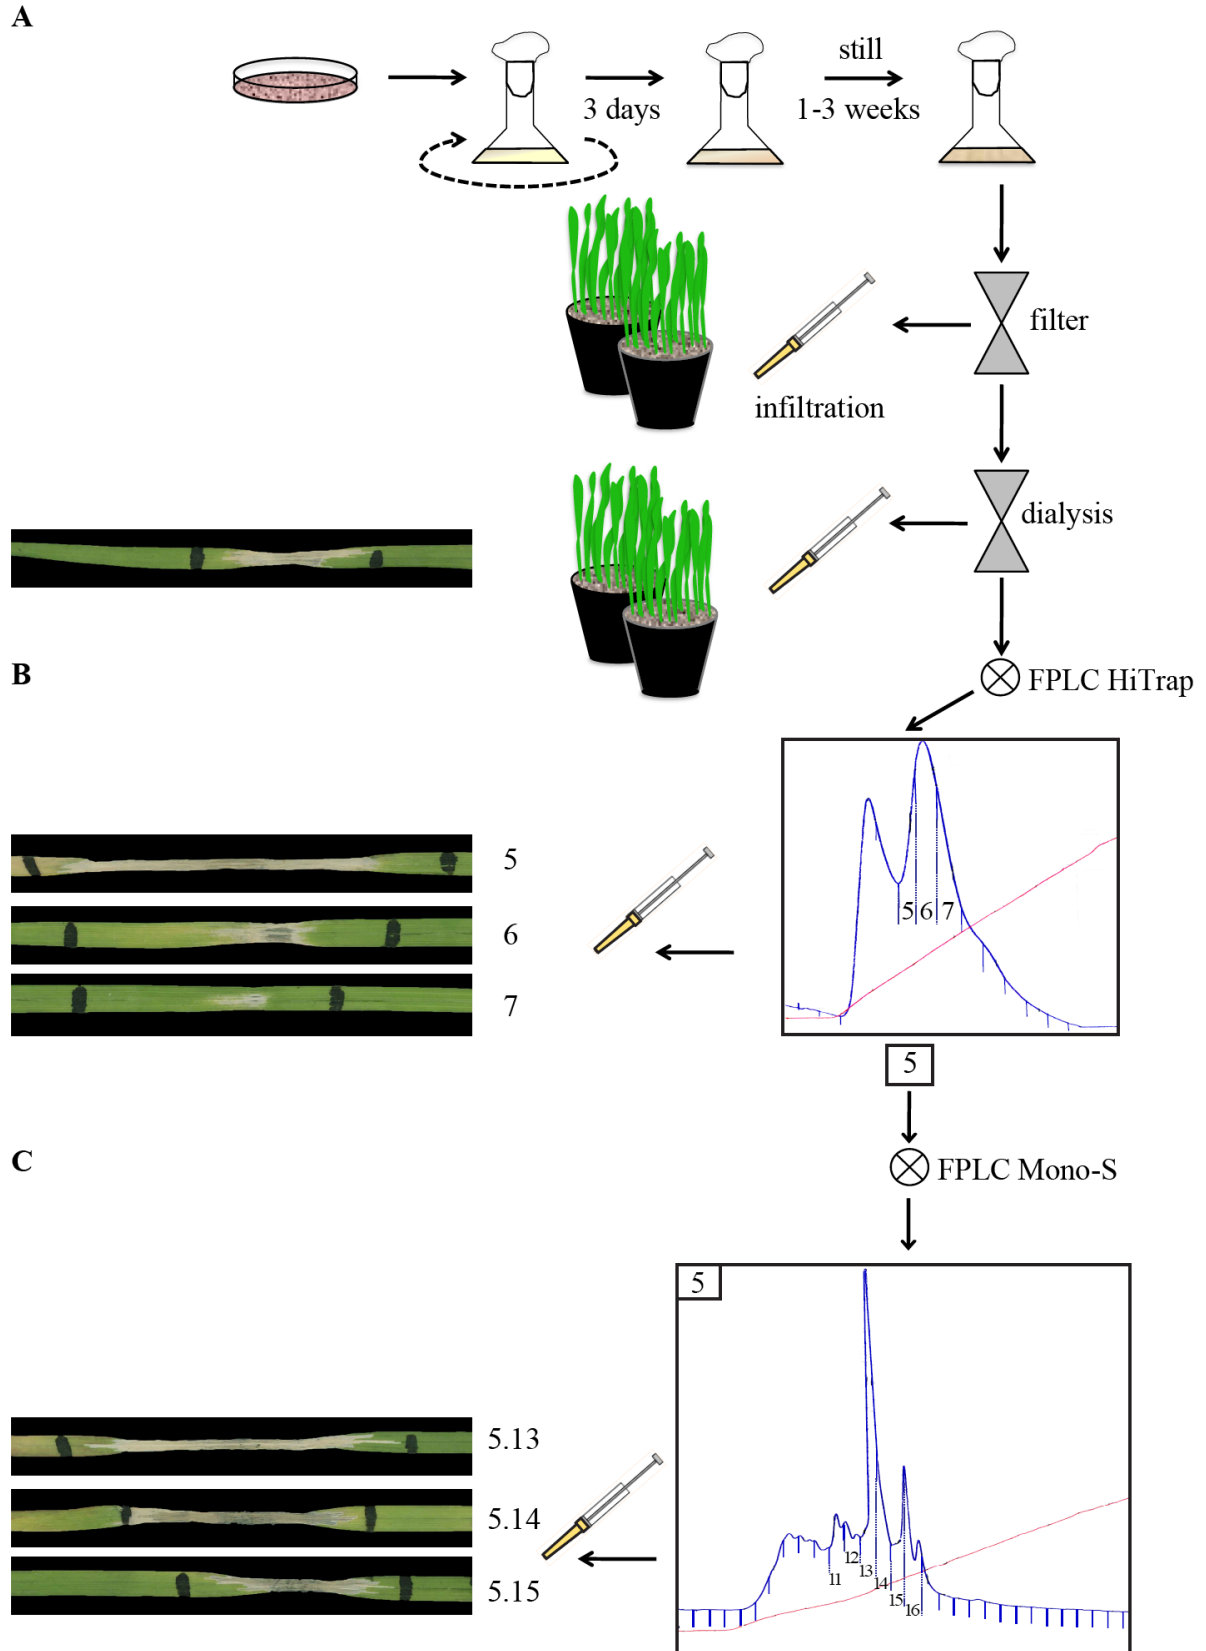 A
still
3 days
1-3 weeks
filter
infiltration
dialysis
B
FPLC HiTrap
5
6
7
5 6 7
5
C
FPLC Mono-S
5
5.13
5.14
5.15
11 12 13 14 15 16